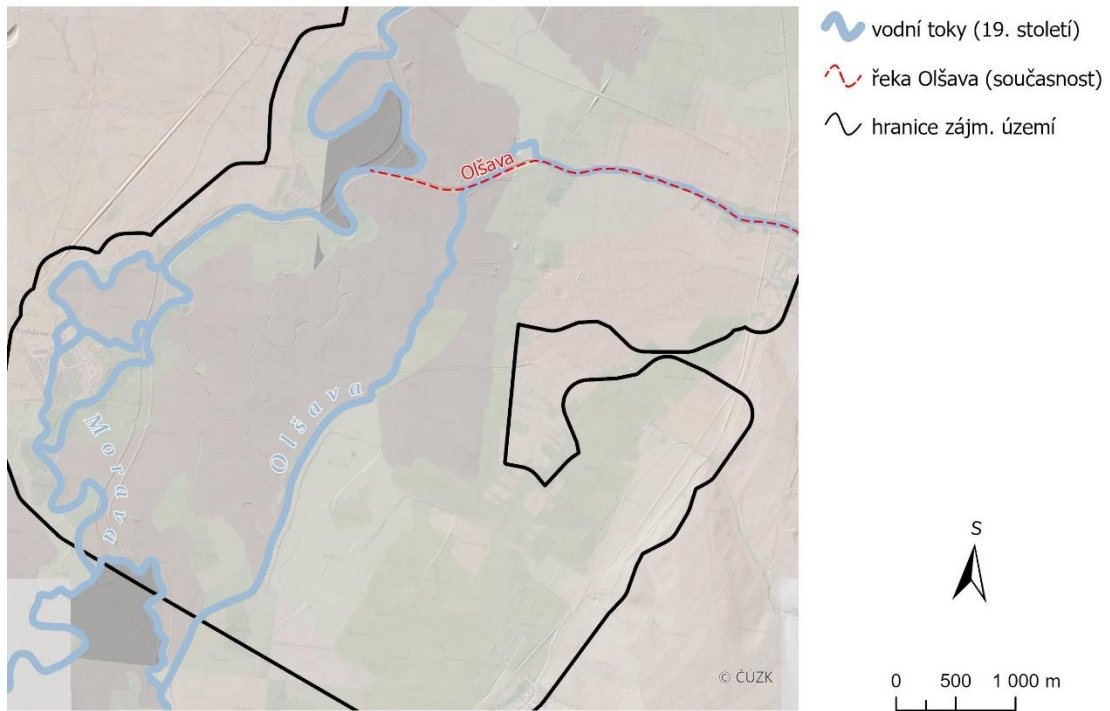 vodní toky (19. století)
řeka Olšava (současnost)
hranice zájm. území
Olšava
Olšava
Morava
© ČÚZK
S
0 500 1 000 m